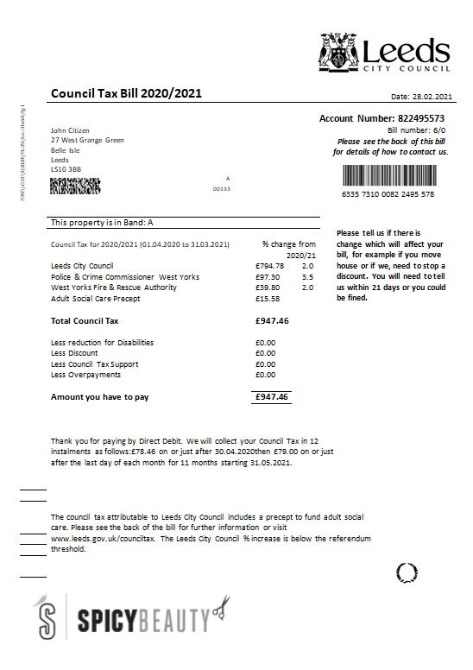 Leeds
CITY COUNCIL
Council Tax Bill 2020/2021
Date: 28.02.2021
Account Number: 822495573
Bill number: 6/0
Please see the back of this bill
for details of how to contact us.
John Citizen
27 West Grange Green
Belle Isle
Leeds
LS10 3BB
A
00133
6335 7310 0082 2495 578
This property is in Band: A
Council Tax for 2020/2021 (01.04.2020 to 31.03.2021) % change from
2020/21
Leeds City Council £794.78 2.0
Police & Crime Commissioner West Yorks £97.30 3.5
West Yorks Fire & Rescue Authority £39.80 2.0
Adult Social Care Precept £15.58
Total Council Tax £947.46
Less reduction for Disabilities £0.00
Less Discount £0.00
Less Council Tax Support £0.00
Less Overpayments £0.00
Amount you have to pay £947.46
Please tell us if there is
change which will affect your
bill, for example if you move
house or if we, need to stop a
discount. You will need to tell
us within 21 days or you could
be fined.
Thank you for paying by Direct Debit. We will collect your Council Tax in 12
instalments as follows:£78.46 on or just after 30.04.2020then £79.00 on or just
after the last day of each month for 11 months starting 31.05.2021.
The council tax attributable to Leeds City Council includes a precept to fund adult social
care. Please see the back of the bill for further information or visit
www.leeds.gov.uk/counciltax. The Leeds City Council % increase is below the referendum
threshold.
SPICYBEAUTY